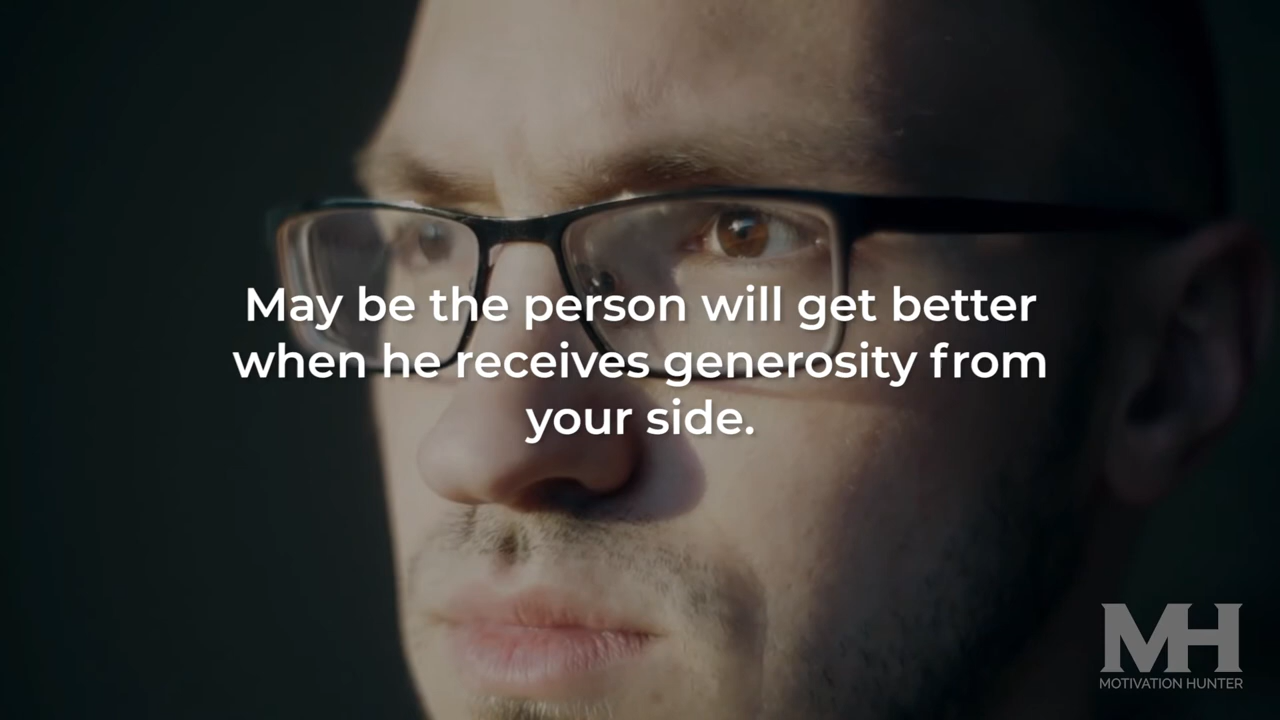 May be the person will get better
when he receives generosity from
your side.
MH
MOTIVATION HUNTER